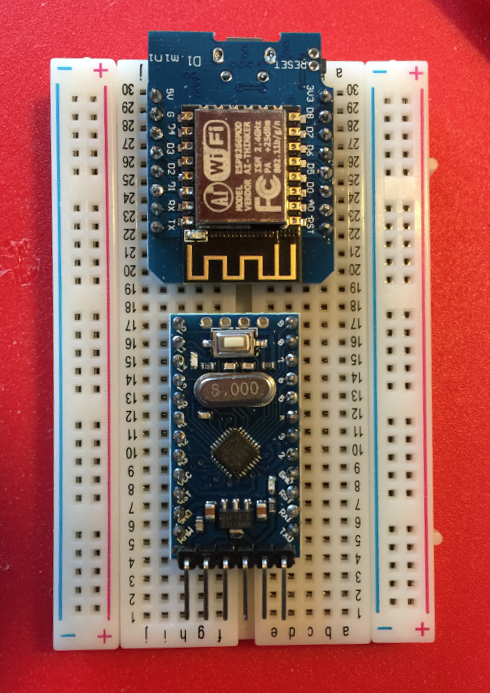 − + − +
j a
30 29 28 27 26 25 24 23 22 21 20 19 18 17 16 15 14 13 12 11 10 9 8 7 6 5 4 3 2 1
30 29 28 27 26 25 24 23 22 21 20 19 18 17 16 15 14 13 12 11 10 9 8 7 6 5 4 3 2 1
D1 mini
RESET
5V
G
D4
D3
D2
D1
RX
TX
3V3
D8
D7
D6
D5
D0
A0
RST
Ai
WiFi
MODEL ESP8266MOD
VENDOR AI-THINKER
ISM 2.4GHz
PA +25dBm
802.11b/g/n
FC
8.000
RXI
TXO
j i h g f e d c b a
− + − +